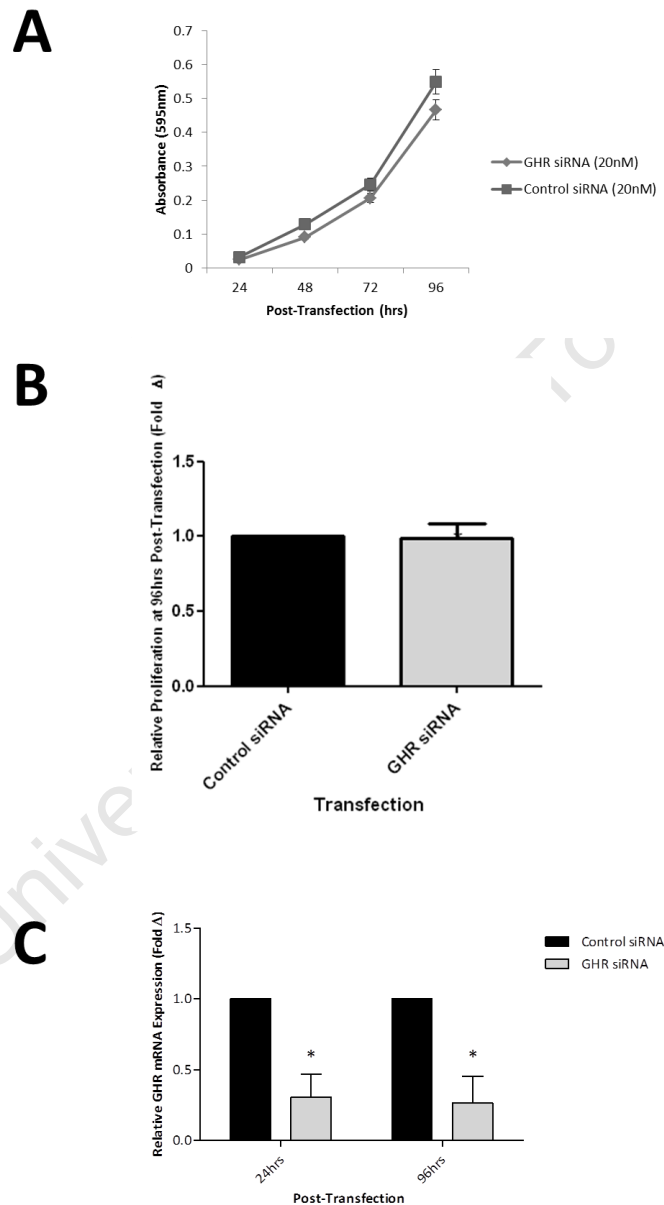 A
0.7
0.6
0.5
0.4
0.3
0.2
0.1
0
Absorbance (595nm)
24 48 72 96
Post-Transfection (hrs)
GHR siRNA (20nM)
Control siRNA (20nM)
B
Relative Proliferation at 96hrs Post-Transfection (Fold Δ)
1.5
1.0
0.5
0.0
Control siRNA
GHR siRNA
Transfection
C
Relative GHR mRNA Expression (Fold Δ)
1.5
1.0
0.5
0.0
* *
24hrs
96hrs
Post-Transfection
Control siRNA
GHR siRNA